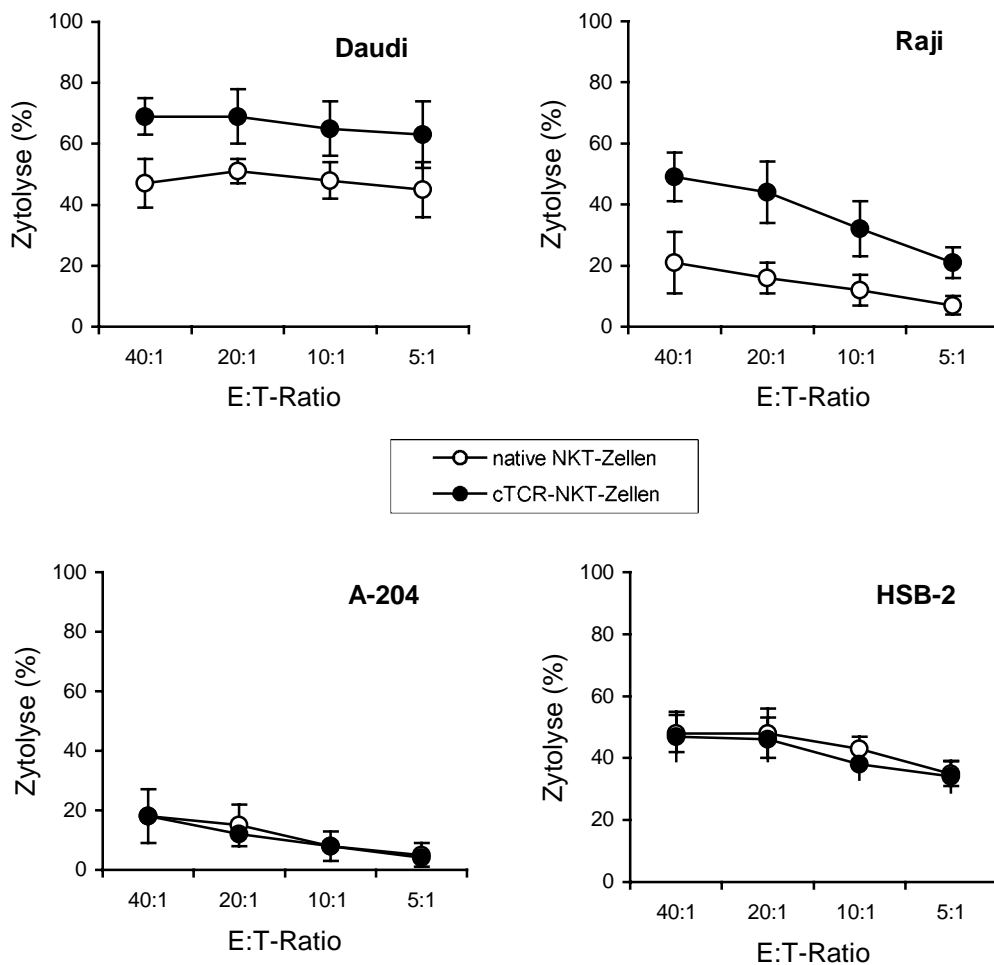 Daudi
Zytolyse (%)
100
80
60
40
20
0
40:1 20:1 10:1 5:1
E:T-Ratio
Raji
Zytolyse (%)
100
80
60
40
20
0
40:1 20:1 10:1 5:1
E:T-Ratio
native NKT-Zellen
cTCR-NKT-Zellen
A-204
Zytolyse (%)
100
80
60
40
20
0
40:1 20:1 10:1 5:1
E:T-Ratio
HSB-2
Zytolyse (%)
100
80
60
40
20
0
40:1 20:1 10:1 5:1
E:T-Ratio